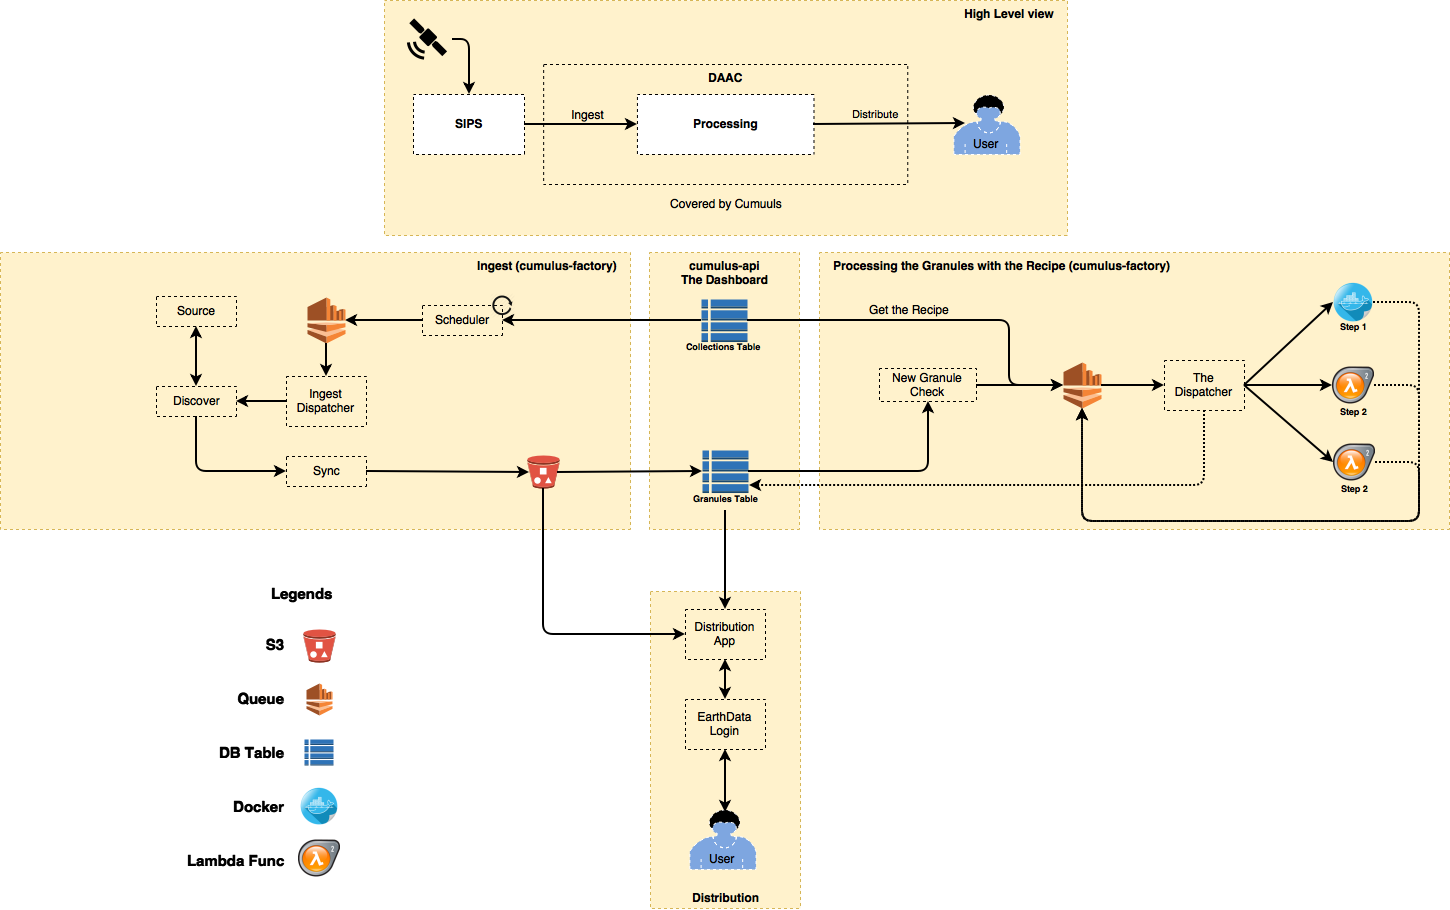 High Level view
DAAC
SIPS
Ingest
Processing
Distribute
User
Covered by Cumuuls
Ingest (cumulus-factory)
Source
Scheduler
Discover
Ingest
Dispatcher
Sync
cumulus-api
The Dashboard
Collections Table
Granules Table
Processing the Granules with the Recipe (cumulus-factory)
Get the Recipe
New Granule
Check
The
Dispatcher
Step 1
2
Step 2
2
Step 2
Legends
S3
Queue
DB Table
Docker
Lambda Func
2
Distribution
App
EarthData
Login
User
Distribution